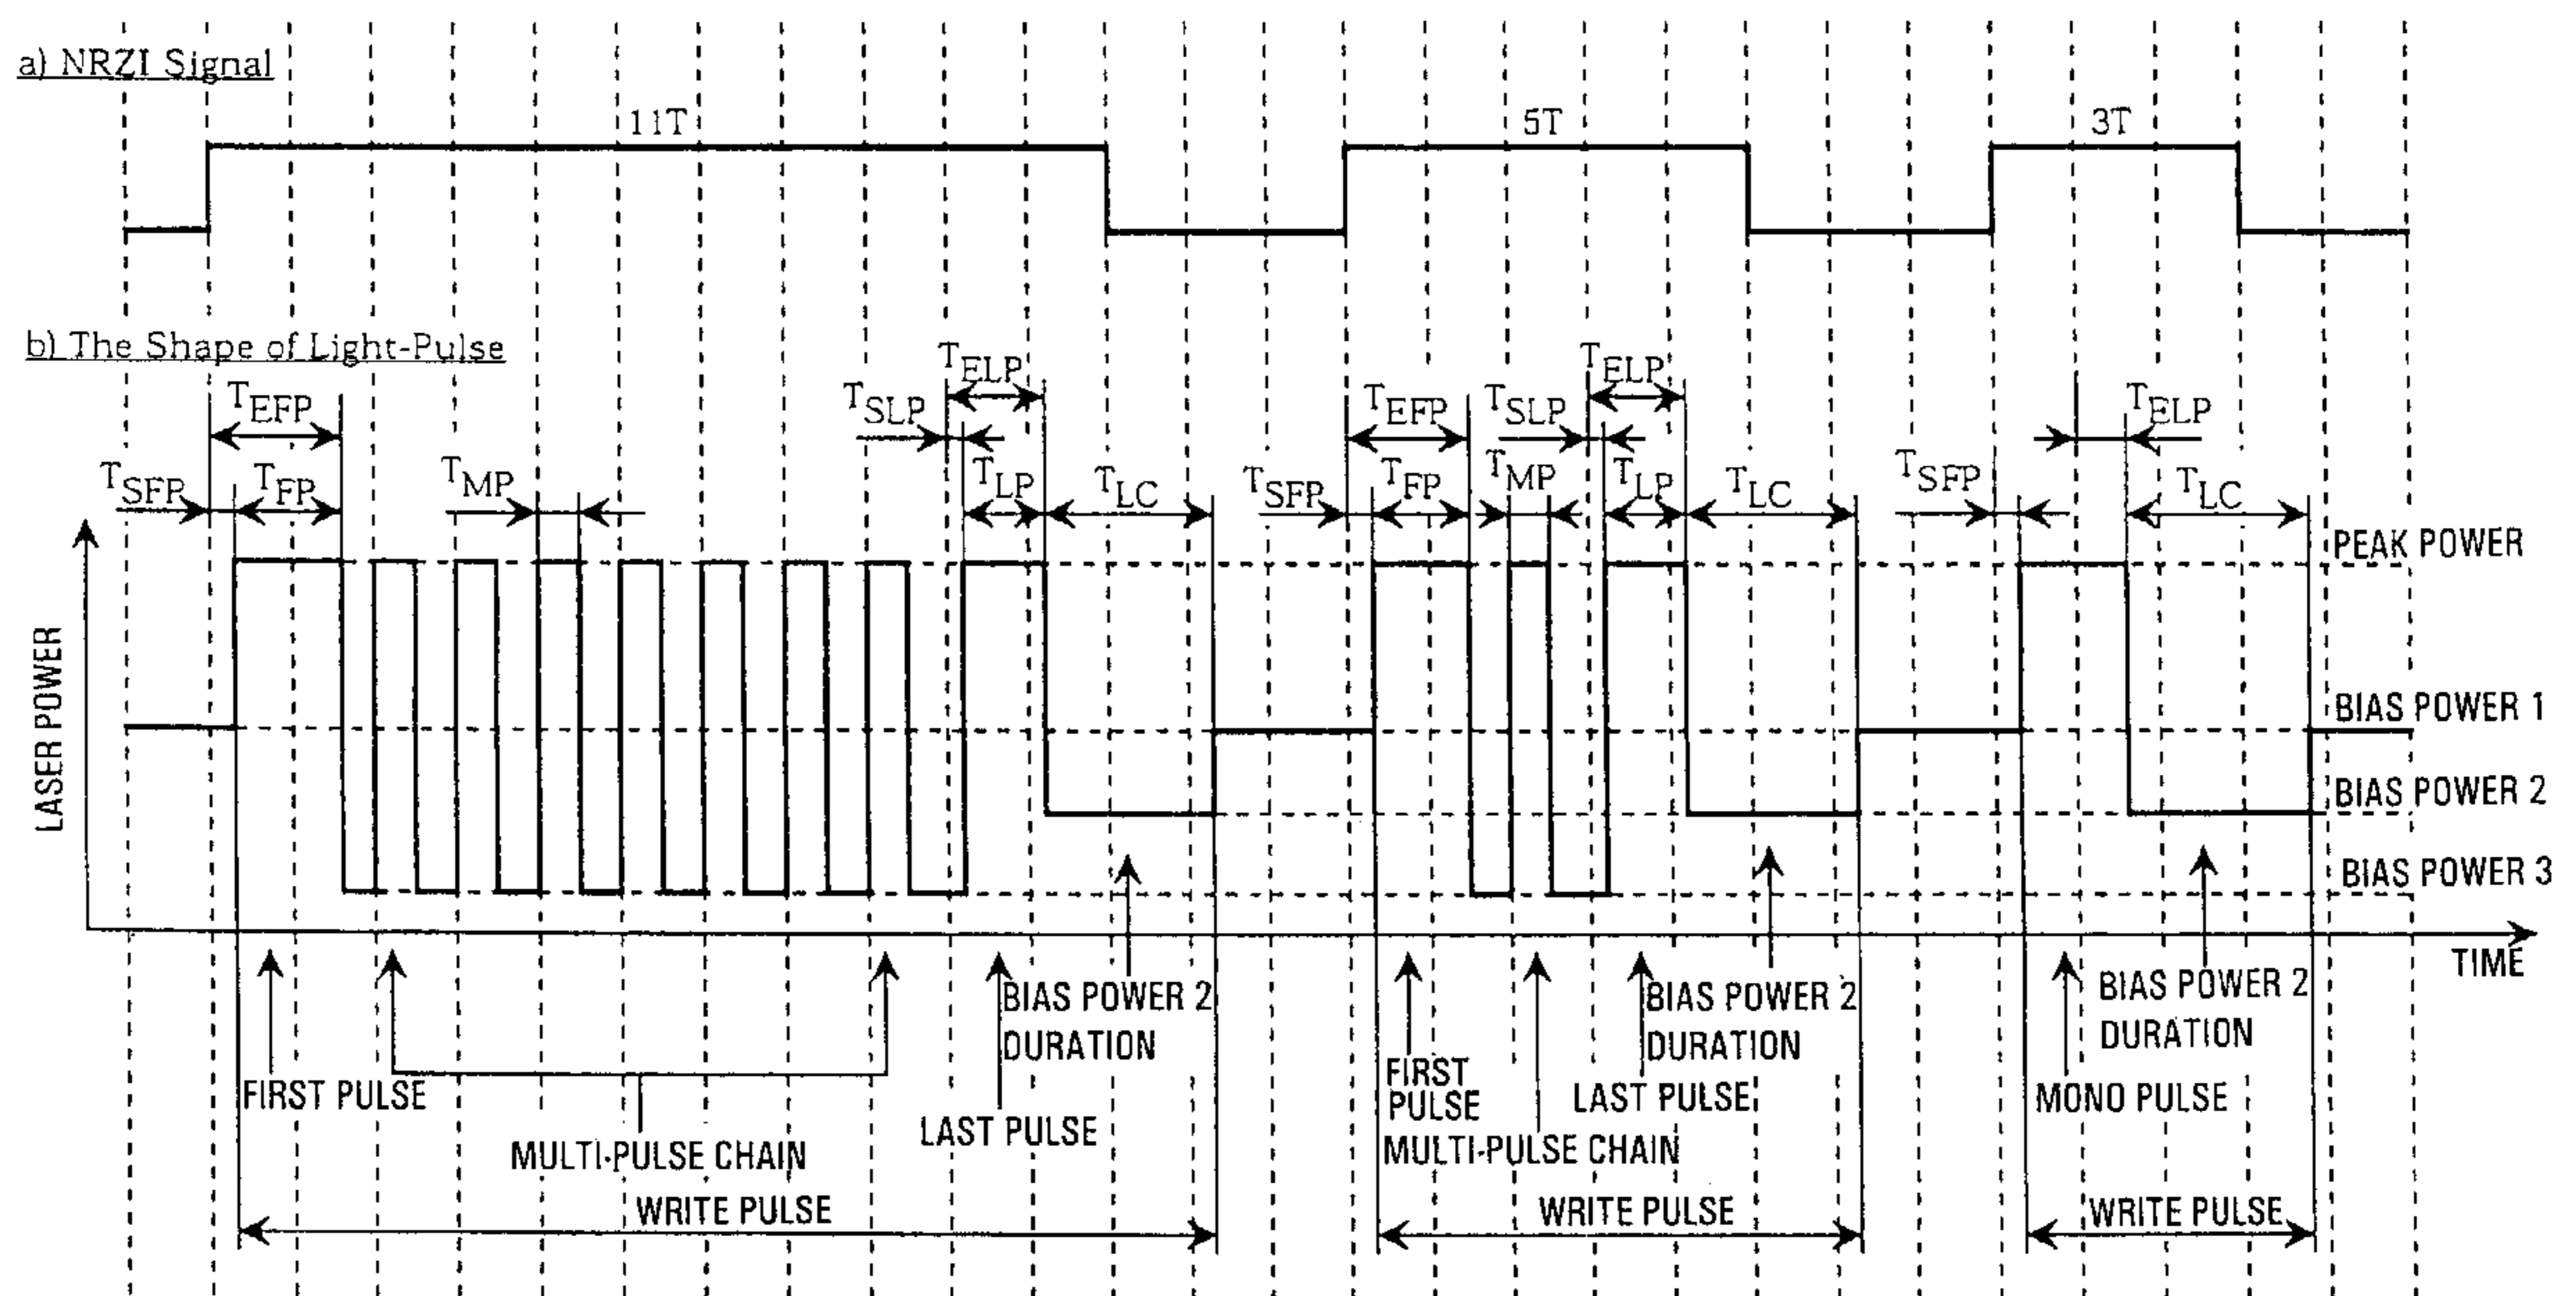 a) NRZI Signal
11T
5T
3T
b) The Shape of Light-Pulse
TELP
TELP
TSLP
TEFP
TEFP
TSLP
TELP
TSFP
TFP
TMP
TLP
TLC
TSFP
TFP
TMP
TLP
TLC
TSFP
TLC
PEAK POWER
BIAS POWER 1
BIAS POWER 2
BIAS POWER 3
LASER POWER
TIME
BIAS POWER 2
DURATION
BIAS POWER 2
DURATION
BIAS POWER 2
DURATION
FIRST PULSE
FIRST
PULSE
LAST PULSE
MONO PULSE
LAST PULSE
MULTI-PULSE CHAIN
MULTI-PULSE CHAIN
WRITE PULSE
WRITE PULSE
WRITE PULSE